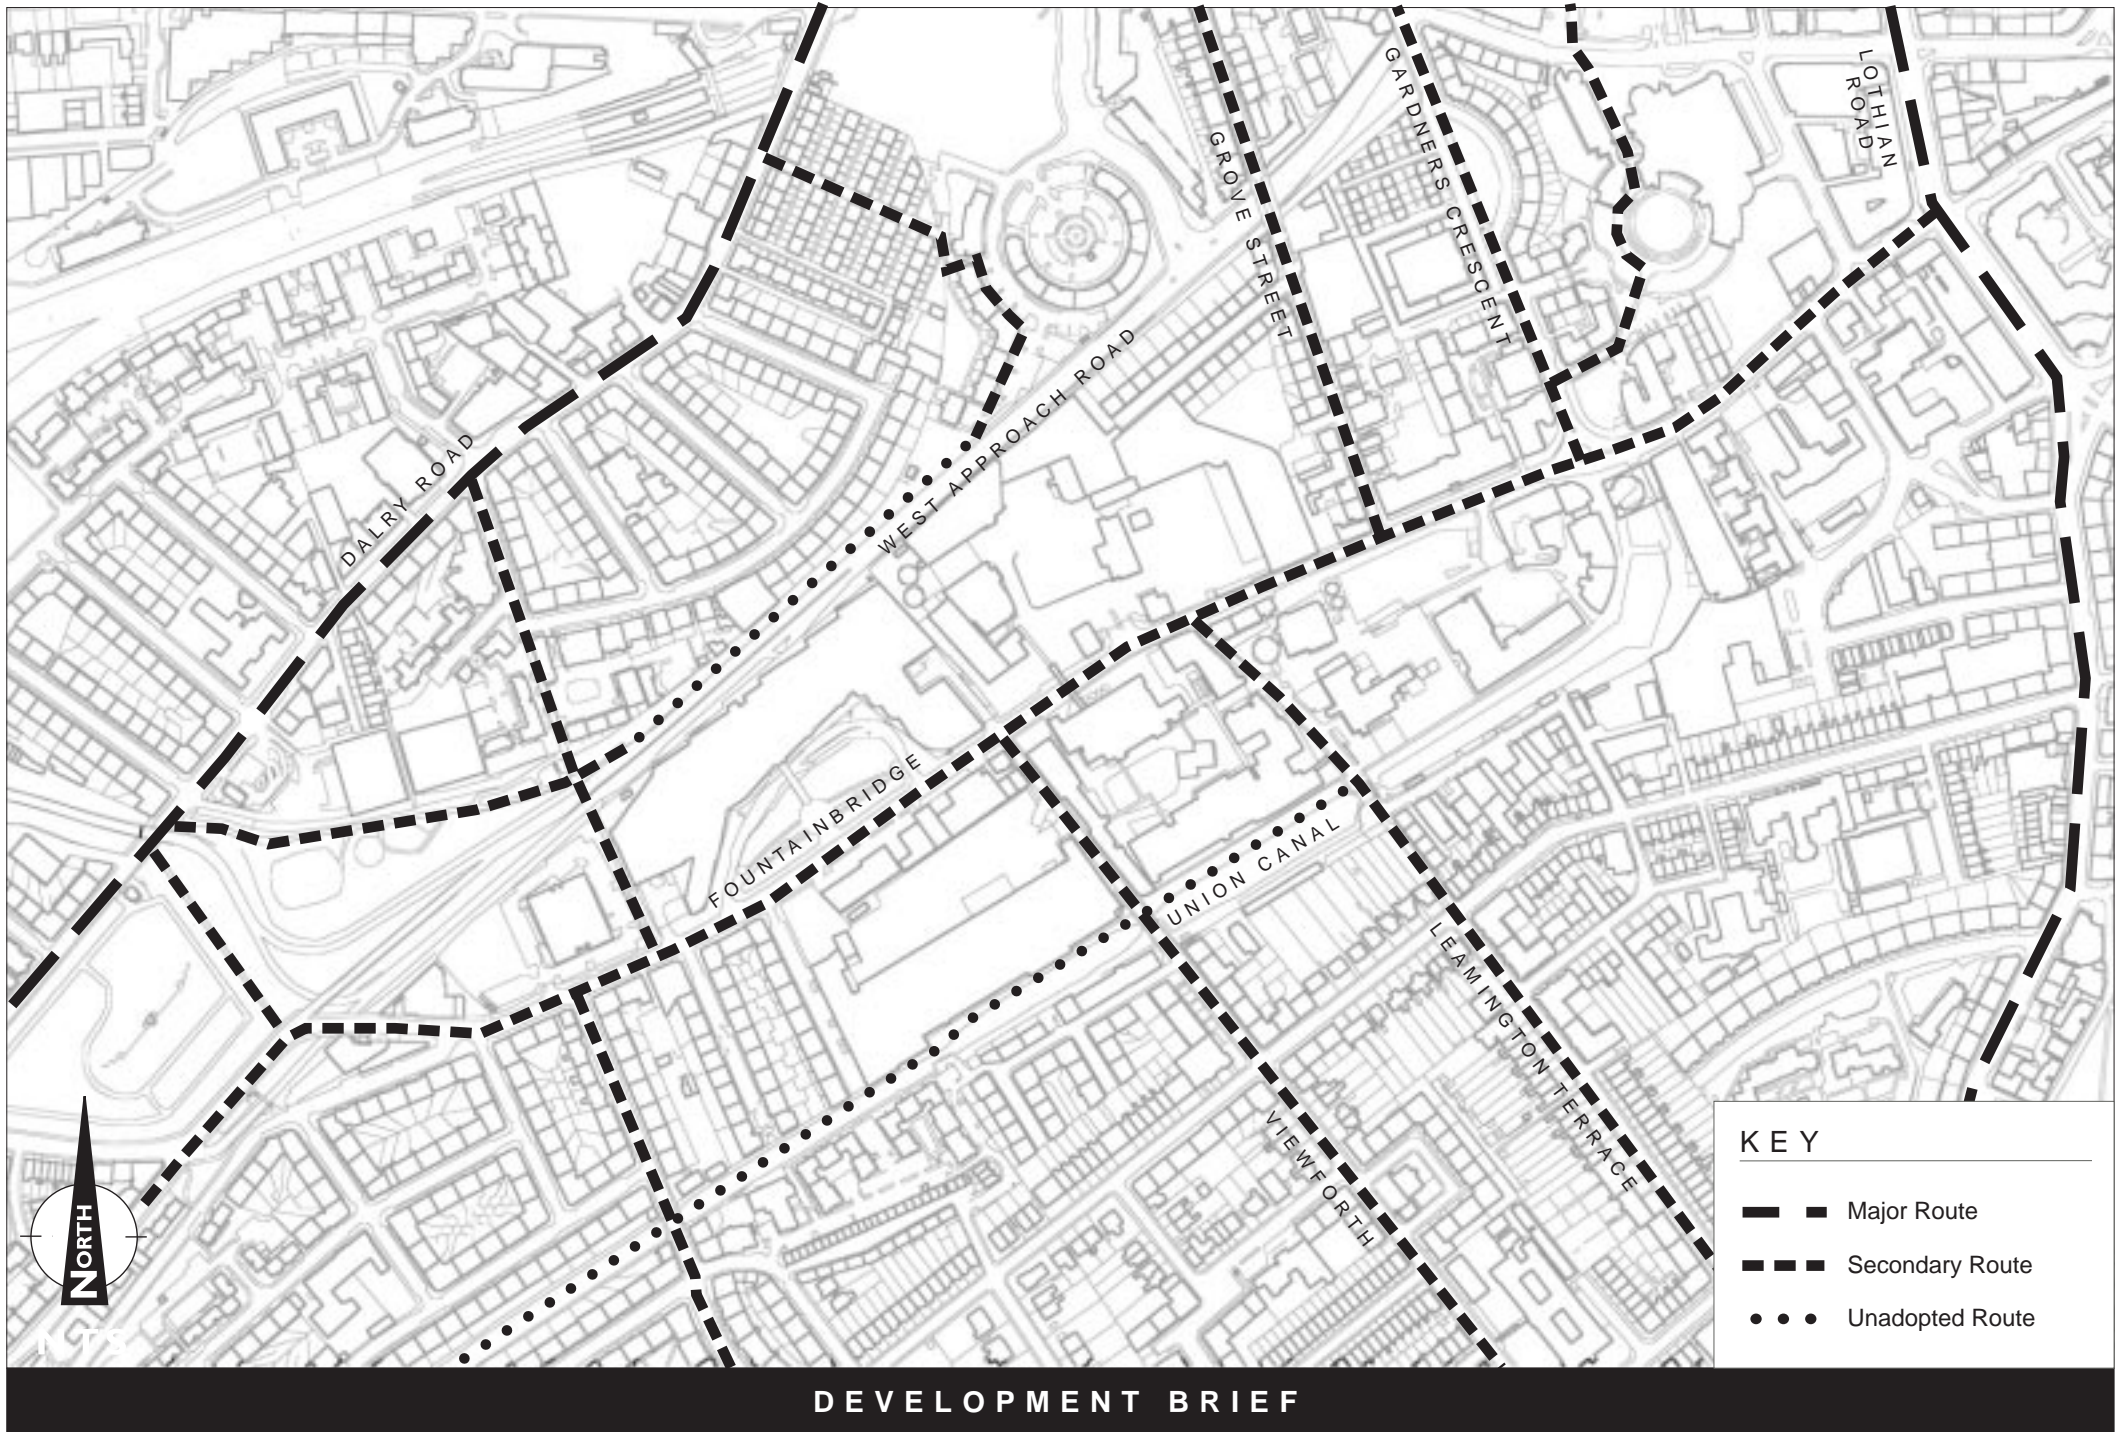 LOTHIAN
ROAD
GARDNERS CRESCENT
GROVE STREET
WEST APPROACH ROAD
DALRY ROAD
FOUNTAINBRIDGE
UNION CANAL
LEAMINGTON TERRACE
VIEWFORTH
KEY
Major Route
Secondary Route
Unadopted Route
NORTH
NTS
DEVELOPMENT BRIEF